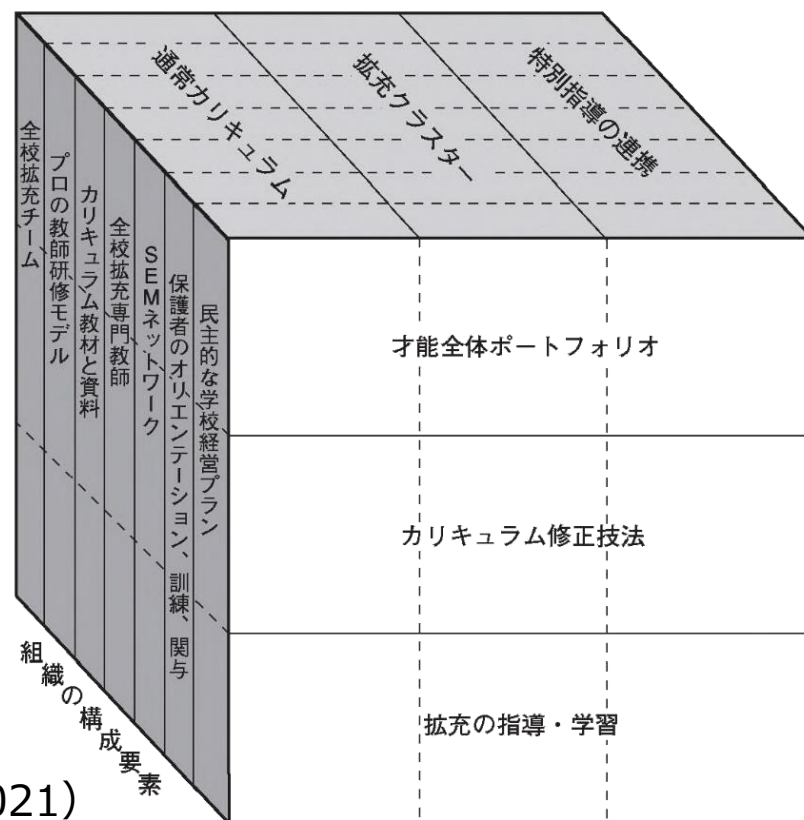 通常カリキュラム
拡充クラスター
特別指導の連携
全校拡充チーム
プロの教師研修モデル
カリキュラム教材と資料
全校拡充専門教師
SEMネットワーク
保護者のオリエンテーション、訓練、関与
民主的な学校経営プラン
才能全体ポートフォリオ
カリキュラム修正技法
拡充の指導・学習
組織の構成要素
021）